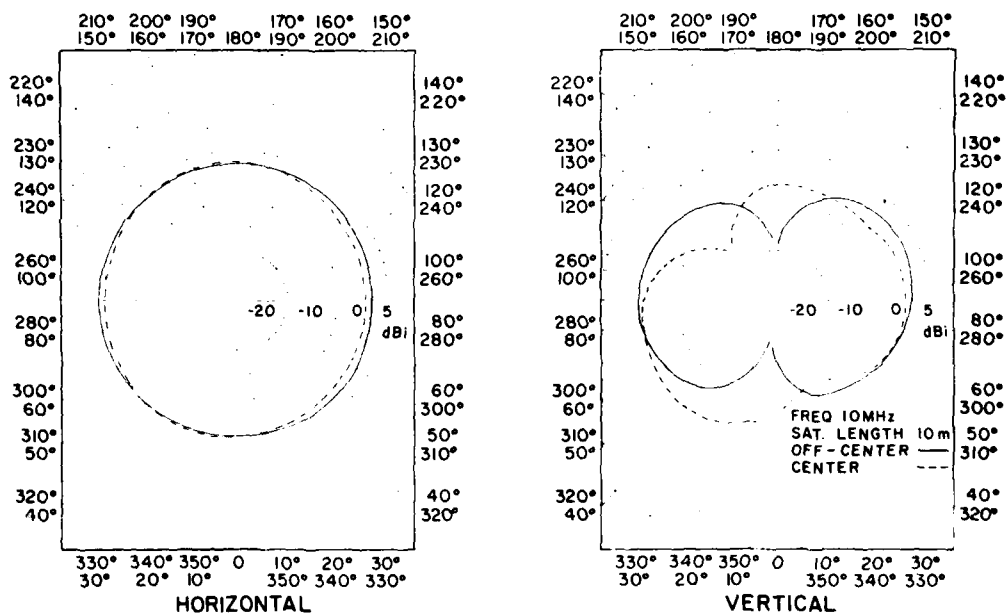 210° 200° 190° 170° 160° 150°
150° 160° 170° 180° 190° 200° 210°
220° 140°
140° 220°
230° 130°
130° 230°
240° 120°
120° 240°
260° 100°
100° 260°
-20 -10 0 5
dBi
280° 80°
80° 280°
300° 60°
60° 300°
310° 50°
50° 310°
320° 40°
40° 320°
330° 340° 350° 0 10° 20° 30°
30° 20° 10° 350° 340° 330°
HORIZONTAL
210° 200° 190° 170° 160° 150°
150° 160° 170° 180° 190° 200° 210°
220° 140°
140° 220°
230° 130°
130° 230°
240° 120°
120° 240°
260° 100°
100° 260°
-20 -10 0 5
dBi
280° 80°
80° 280°
300° 60°
60° 300°
FREQ 10MHz
SAT. LENGTH 10m
OFF-CENTER
CENTER
310° 50°
50° 310°
320° 40°
40° 320°
330° 340° 350° 0 10° 20° 30°
30° 20° 10° 350° 340° 330°
VERTICAL